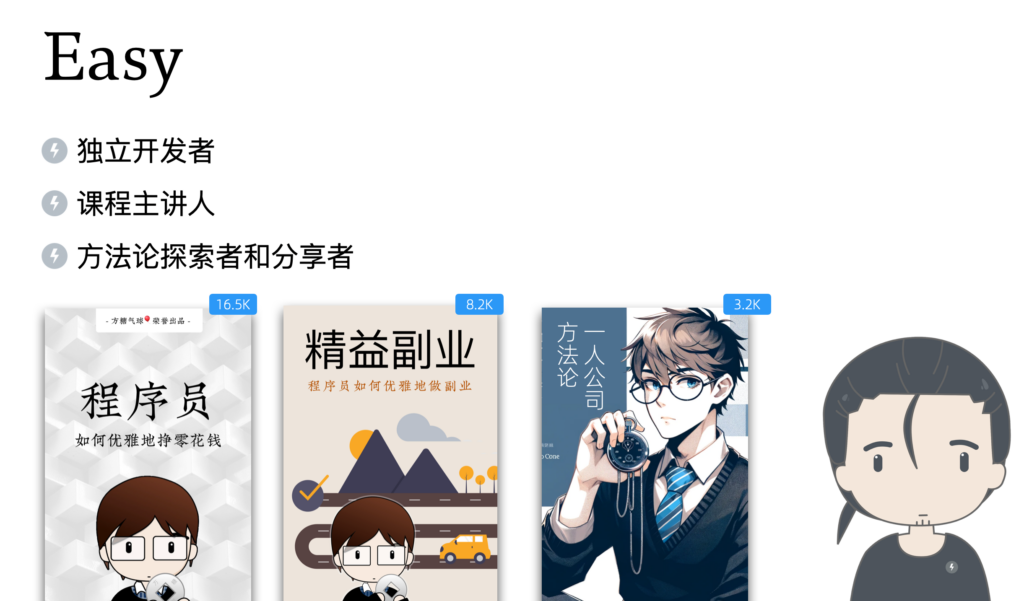 Easy
独立开发者
课程主讲人
方法论探索者和分享者
16.5K
8.2K
3.2K
- 方糖气球 荣誉出品 -
程序员
如何优雅地挣零花钱
精益副业
程序员如何优雅地做副业
一人公司
方法论
Cone